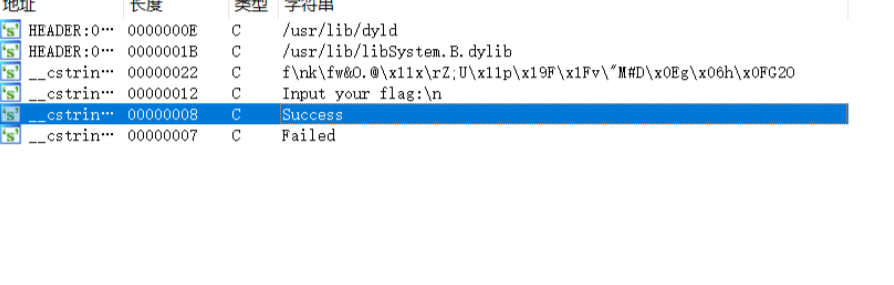 地址 长度 类型 字符串
HEADER:0… 0000000E C /usr/lib/dyld
HEADER:0… 0000001B C /usr/lib/libSystem.B.dylib
__cstrin… 00000022 C f\nk\fw&O.@\x11x\rZ;U\x11p\x19F\x1Fv\"M#D\x0Eg\x06h\x0FG2O
__cstrin… 00000012 C Input your flag:\n
__cstrin… 00000008 C Success
__cstrin… 00000007 C Failed